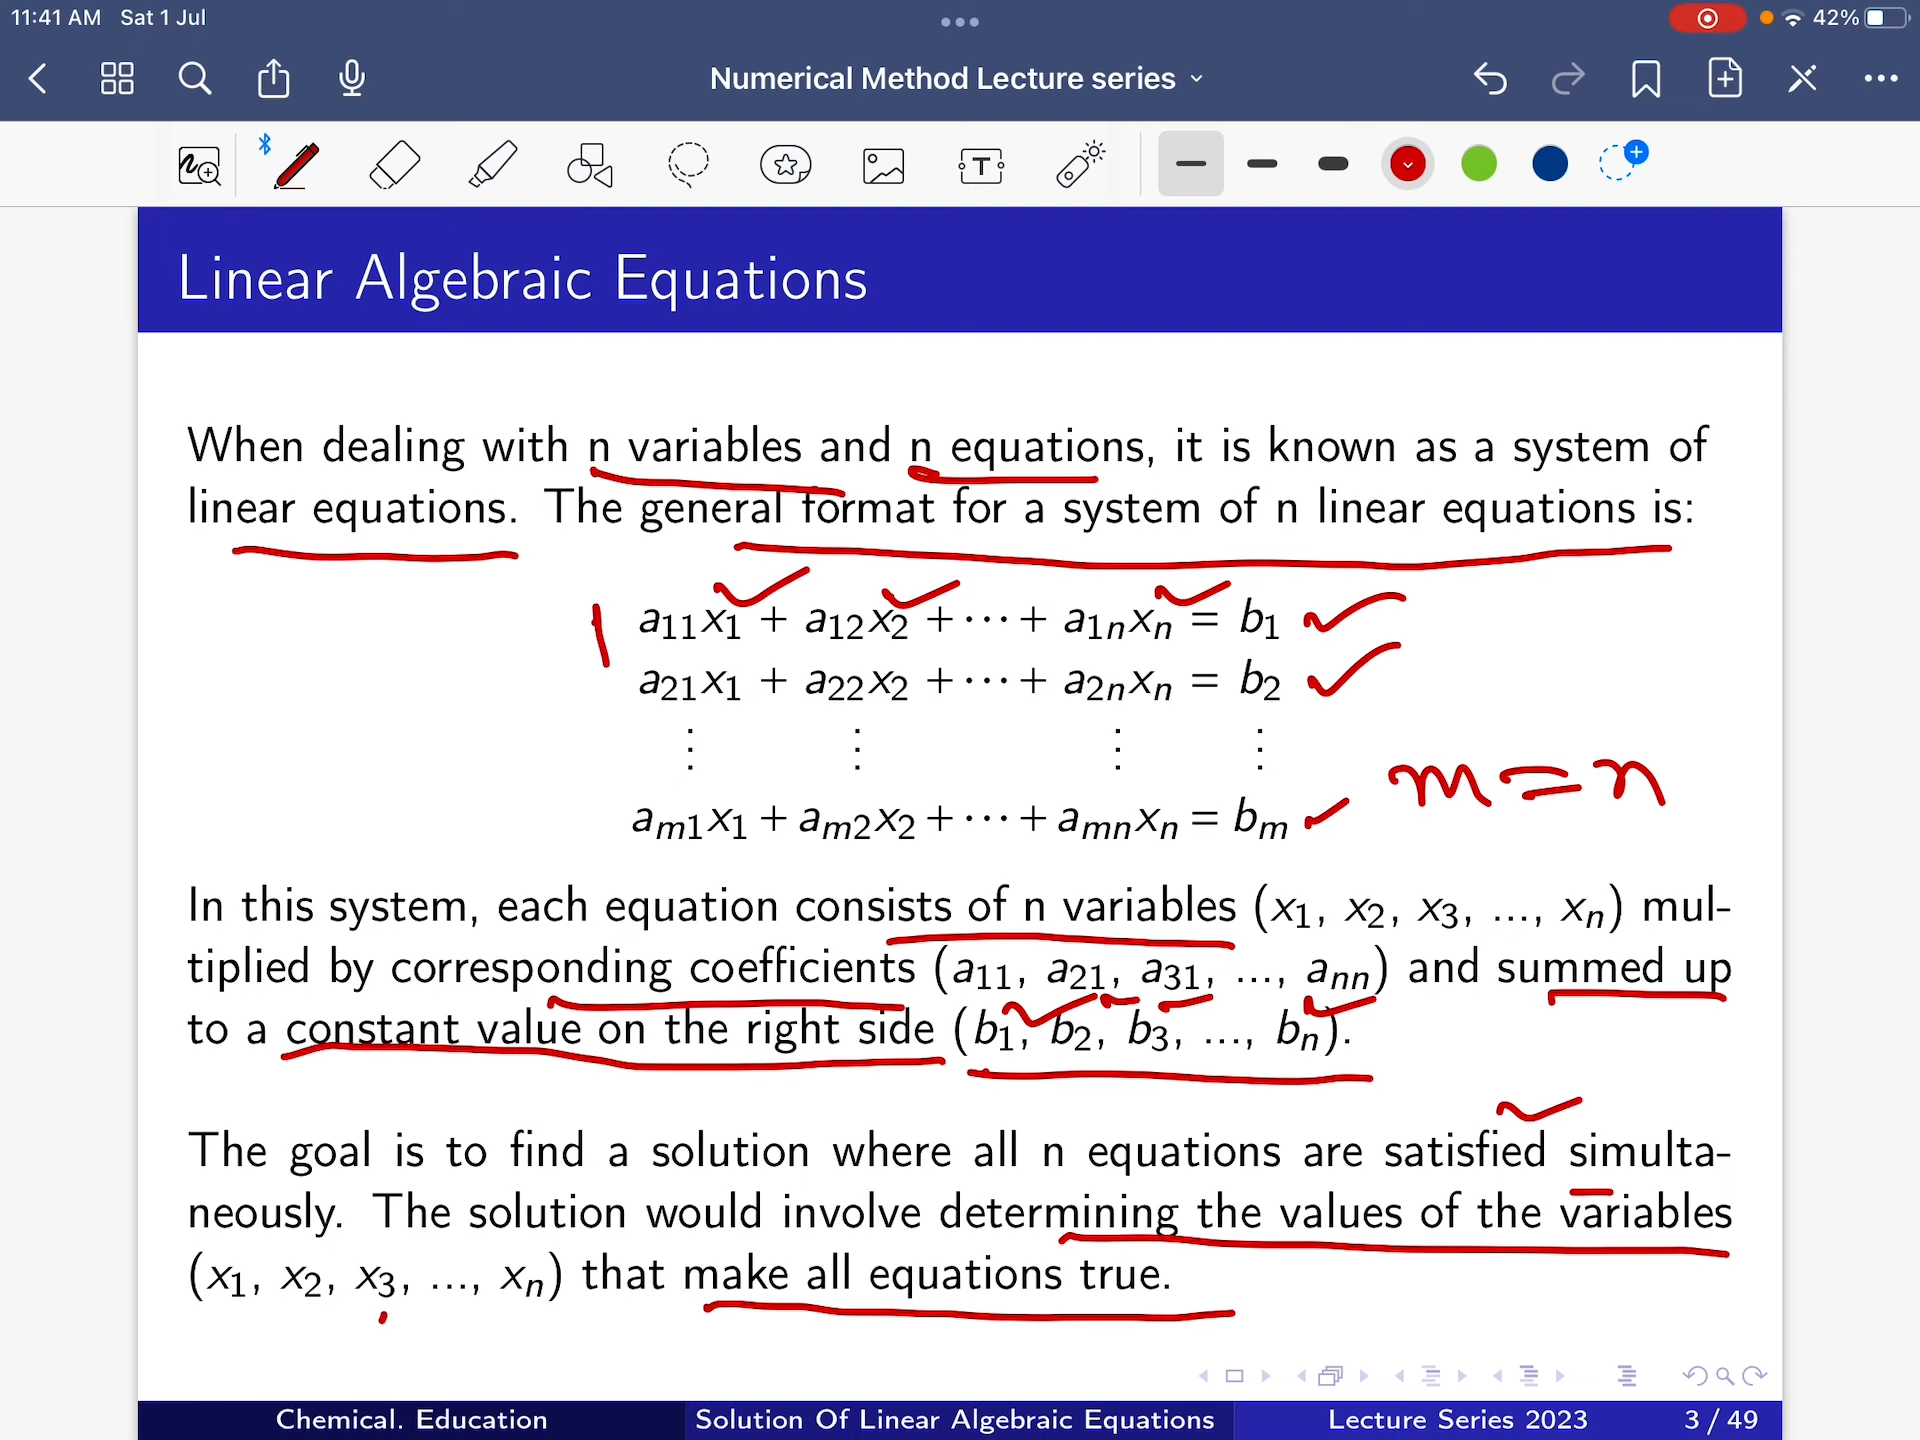 11:41 AM Sat 1 Jul
42%
Numerical Method Lecture series
T
Linear Algebraic Equations
When dealing with n variables and n equations, it is known as a system of
linear equations. The general format for a system of n linear equations is:
a₁₁x₁ + a₁₂x₂ + ··· + a₁ₙxₙ = b₁
a₂₁x₁ + a₂₂x₂ + ··· + a₂ₙxₙ = b₂
⋮ ⋮ ⋮ ⋮
m = n
aₘ₁x₁ + aₘ₂x₂ + ··· + aₘₙxₙ = bₘ
In this system, each equation consists of n variables (x₁, x₂, x₃, ..., xₙ) mul-
tiplied by corresponding coefficients (a₁₁, a₂₁, a₃₁, ..., aₙₙ) and summed up
to a constant value on the right side (b₁, b₂, b₃, ..., bₙ).
The goal is to find a solution where all n equations are satisfied simulta-
neously. The solution would involve determining the values of the variables
(x₁, x₂, x₃, ..., xₙ) that make all equations true.
Chemical. Education Solution Of Linear Algebraic Equations Lecture Series 2023 3 / 49